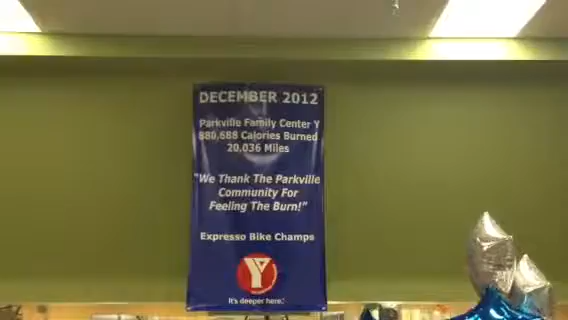 DECEMBER 2012
Parkville Family Center Y
880,688 Calories Burned
20,036 Miles
"We Thank The Parkville
Community For
Feeling The Burn!"
Expresso Bike Champs
Y
It's deeper here.